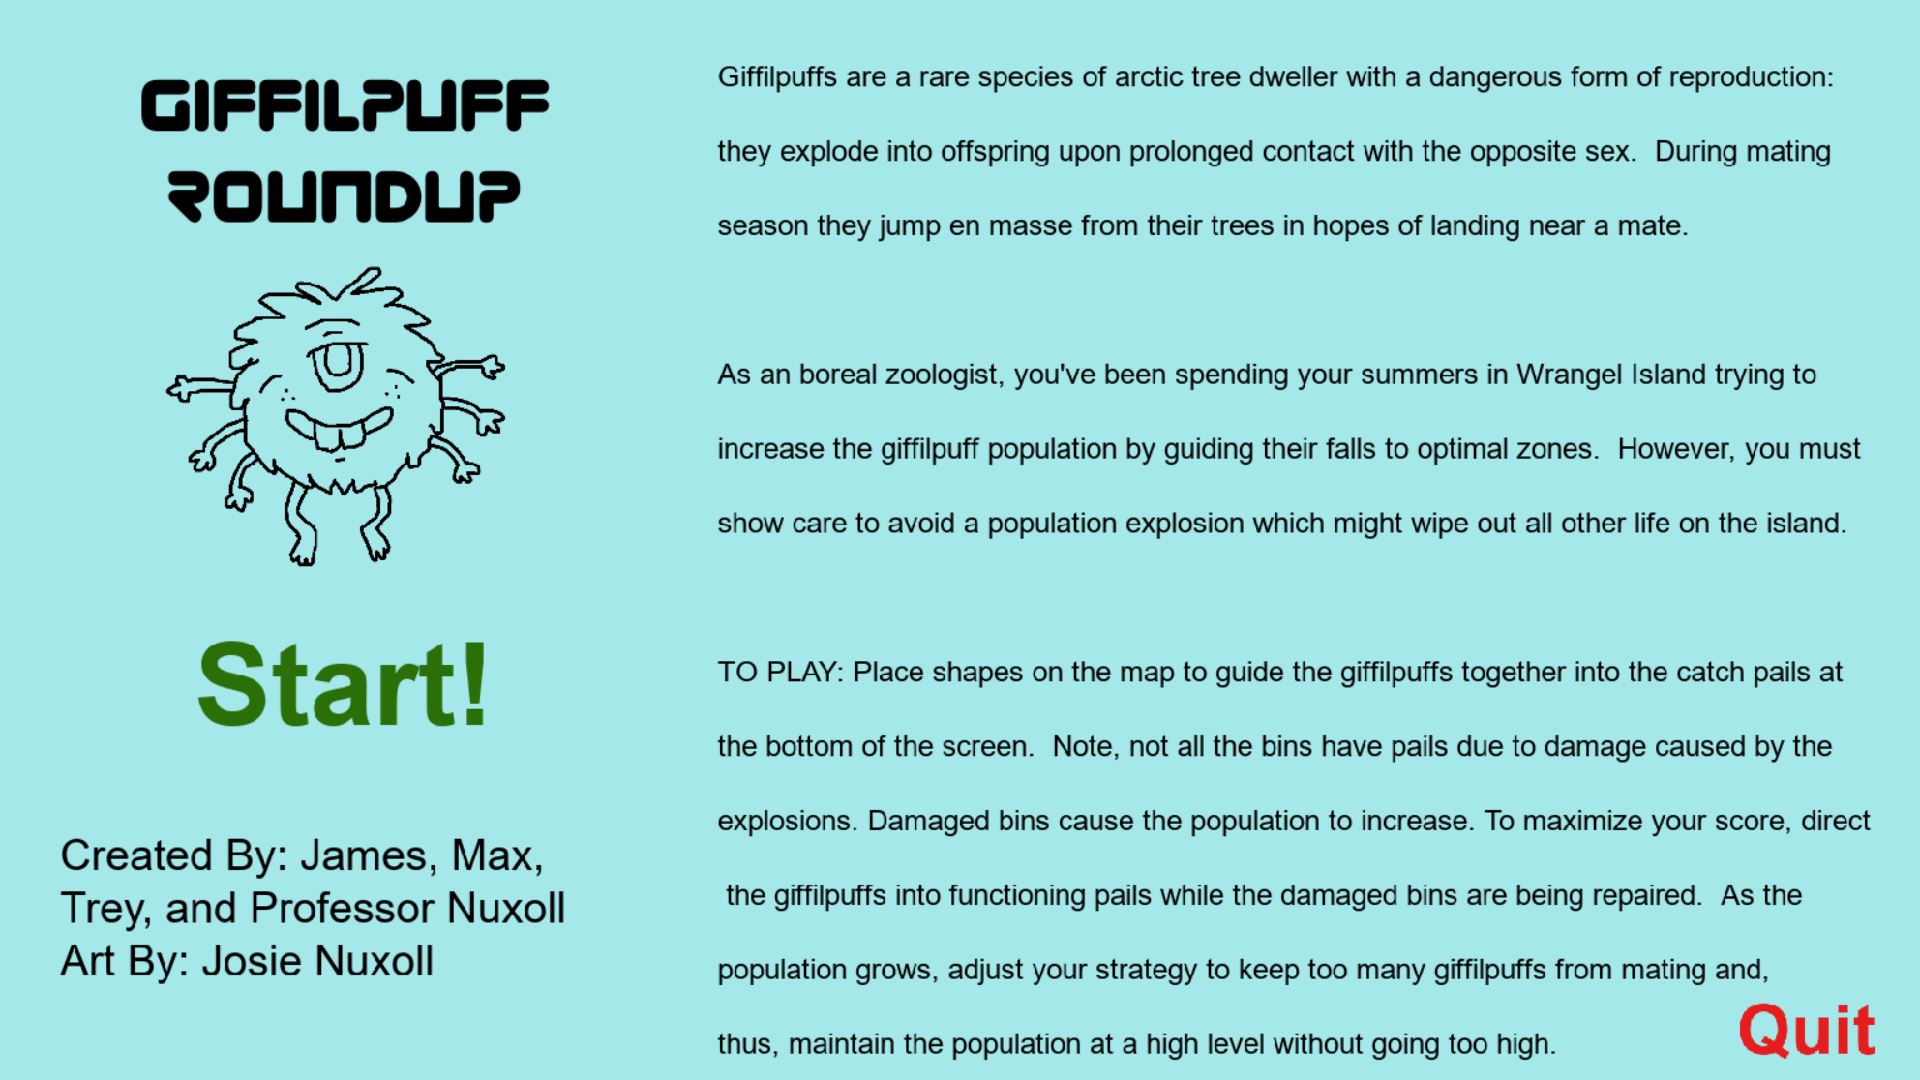 GIFFILPUFF
ROUNDUP
Start!
Created By: James, Max,
Trey, and Professor Nuxoll
Art By: Josie Nuxoll
Giffilpuffs are a rare species of arctic tree dweller with a dangerous form of reproduction:
they explode into offspring upon prolonged contact with the opposite sex.  During mating
season they jump en masse from their trees in hopes of landing near a mate.
As an boreal zoologist, you've been spending your summers in Wrangel Island trying to
increase the giffilpuff population by guiding their falls to optimal zones.  However, you must
show care to avoid a population explosion which might wipe out all other life on the island.
TO PLAY: Place shapes on the map to guide the giffilpuffs together into the catch pails at
the bottom of the screen.  Note, not all the bins have pails due to damage caused by the
explosions. Damaged bins cause the population to increase. To maximize your score, direct
the giffilpuffs into functioning pails while the damaged bins are being repaired.  As the
population grows, adjust your strategy to keep too many giffilpuffs from mating and,
thus, maintain the population at a high level without going too high.
Quit